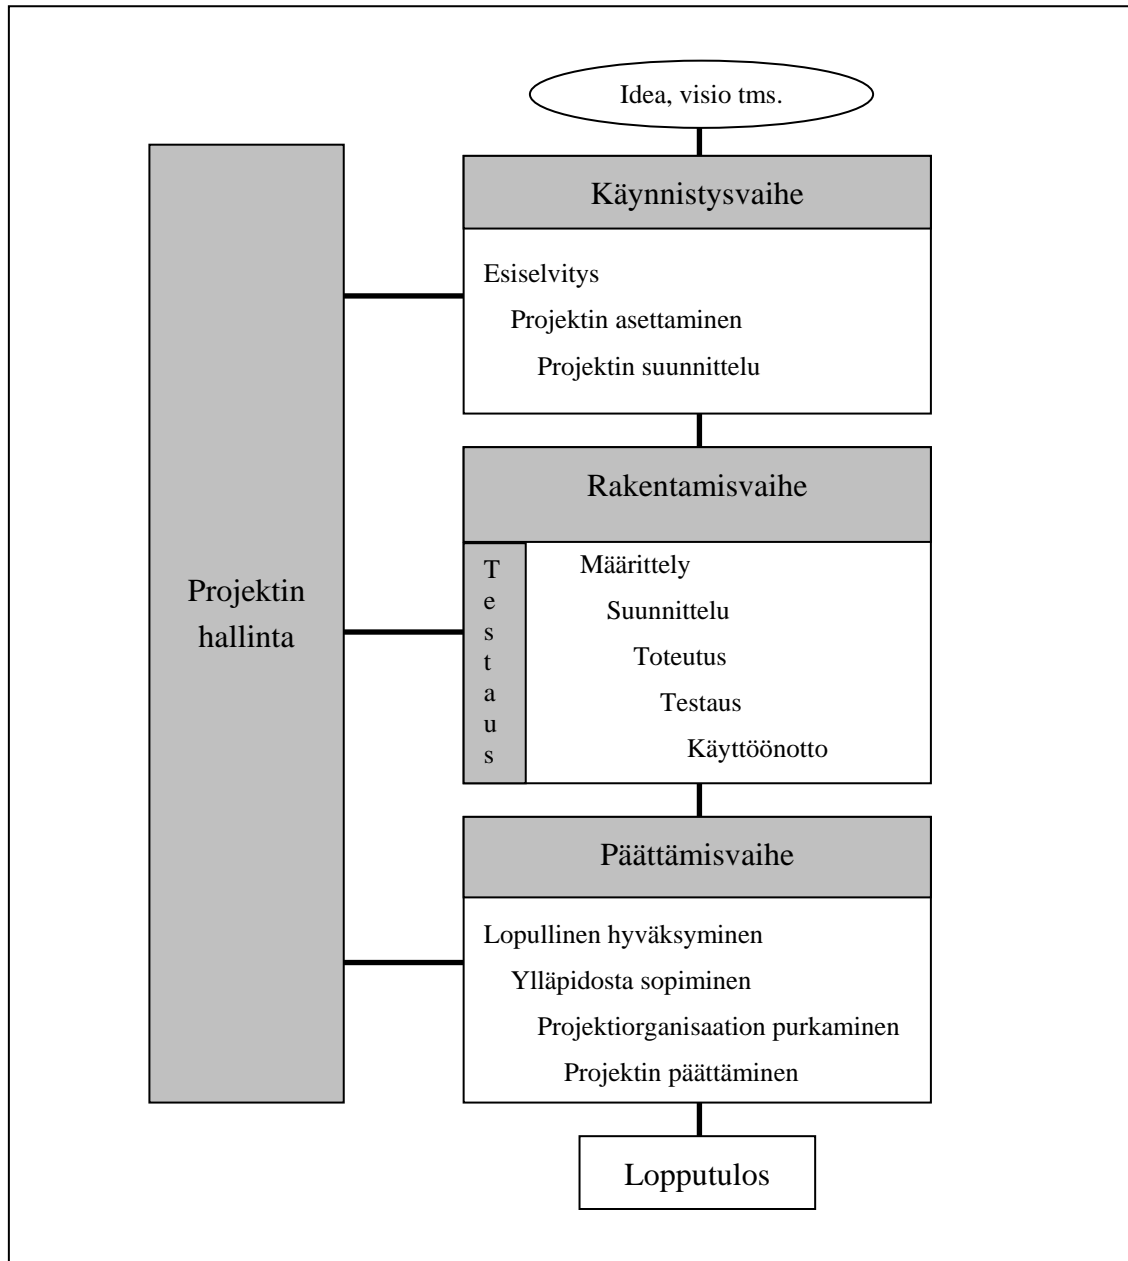 Idea, visio tms.
Käynnistysvaihe
Esiselvitys
Projektin asettaminen
Projektin suunnittelu
Projektin
hallinta
Rakentamisvaihe
Testaus
Määrittely
Suunnittelu
Toteutus
Testaus
Käyttöönotto
Päättämisvaihe
Lopullinen hyväksyminen
Ylläpidosta sopiminen
Projektiorganisaation purkaminen
Projektin päättäminen
Lopputulos